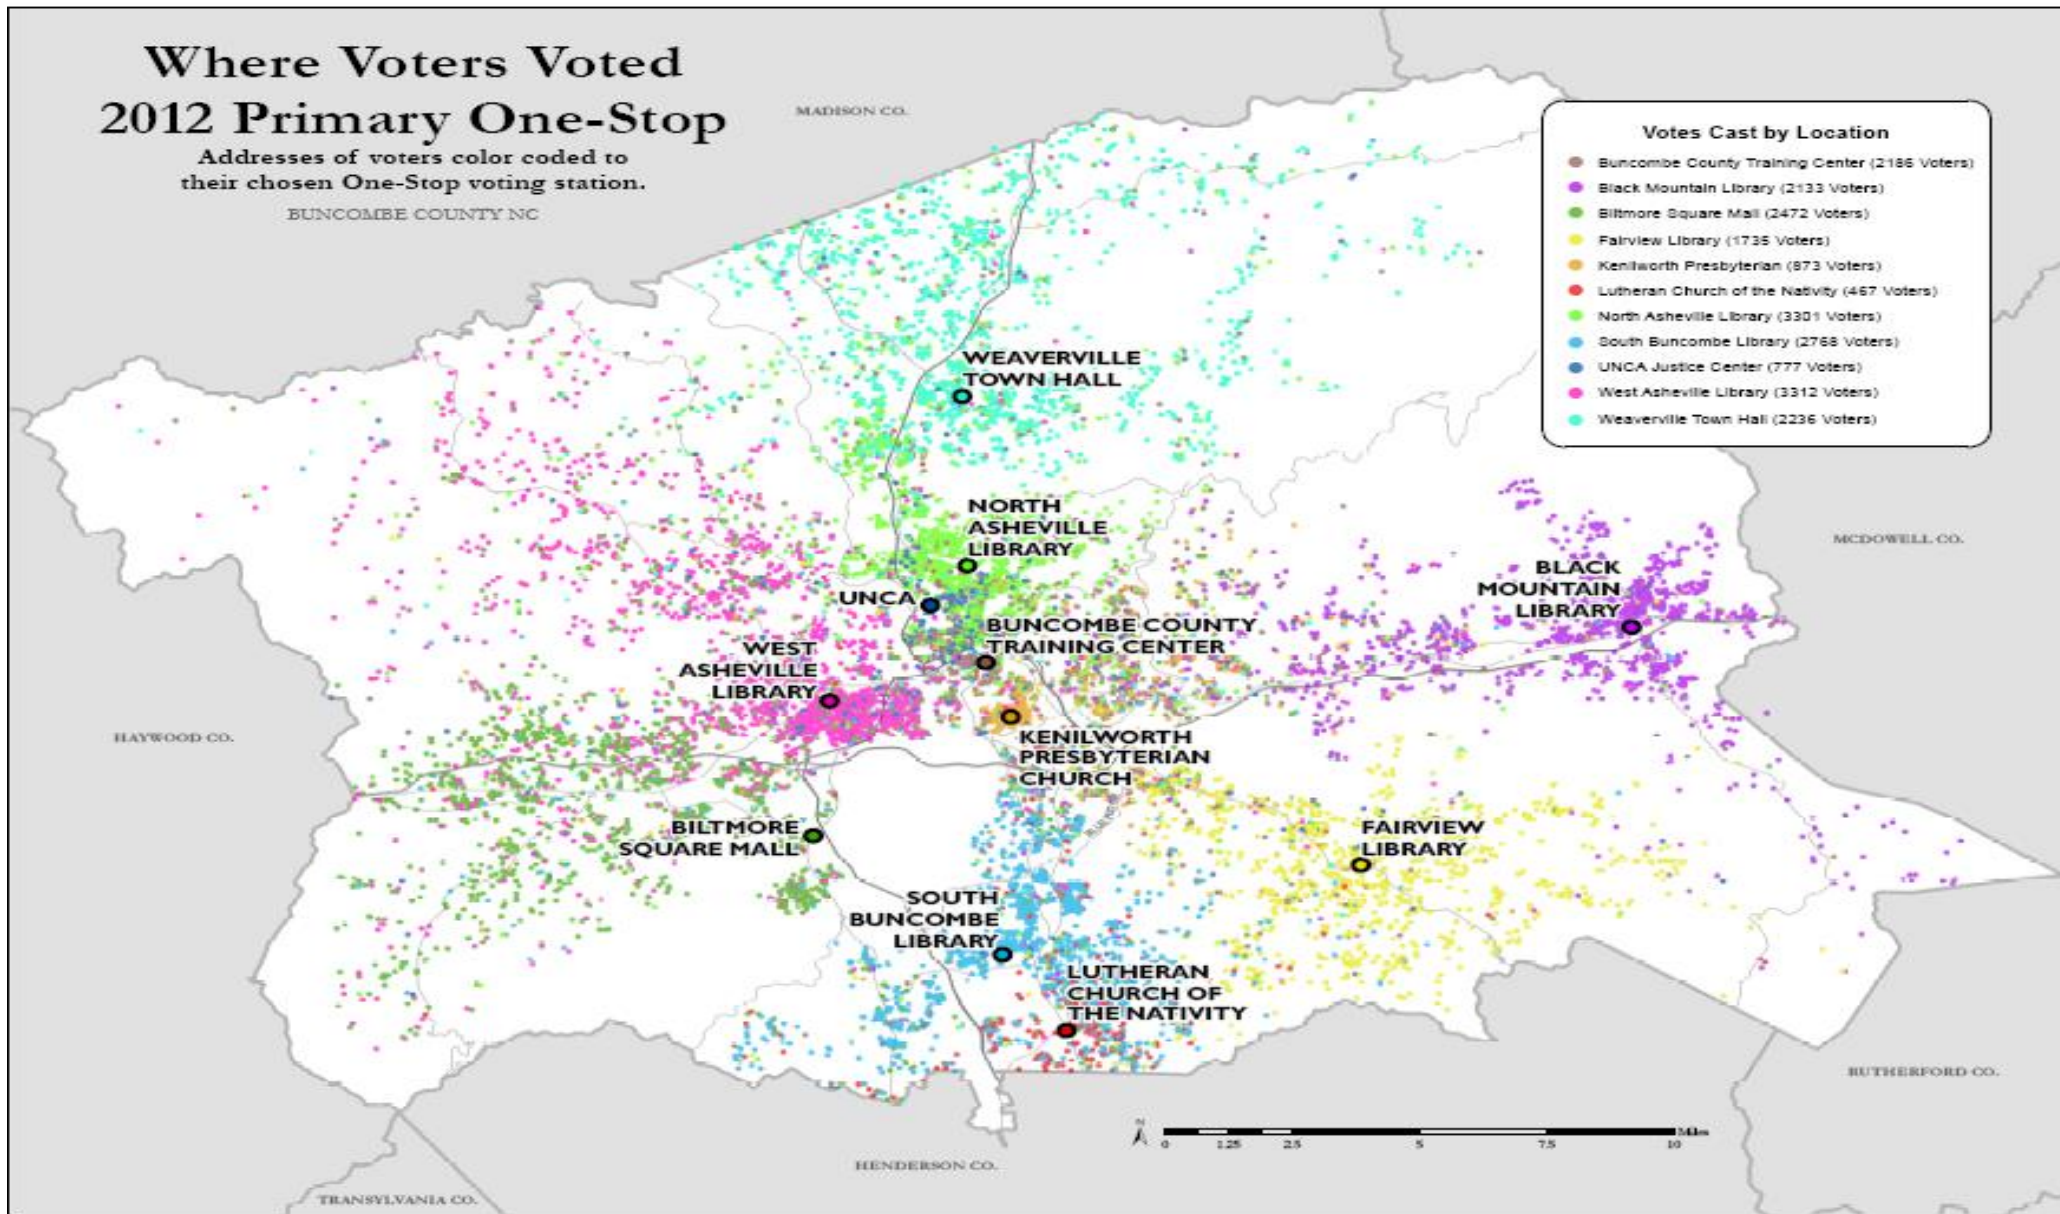 Where Voters Voted
2012 Primary One-Stop
Addresses of voters color coded to
their chosen One-Stop voting station.
BUNCOMBE COUNTY NC
MADISON CO.
Votes Cast by Location
Buncombe County Training Center (2186 Voters)
Black Mountain Library (2133 Voters)
Biltmore Square Mall (2472 Voters)
Fairview Library (1735 Voters)
Kenilworth Presbyterian (873 Voters)
Lutheran Church of the Nativity (467 Voters)
North Asheville Library (3301 Voters)
South Buncombe Library (2768 Voters)
UNCA Justice Center (777 Voters)
West Asheville Library (3312 Voters)
Weaverville Town Hall (2236 Voters)
WEAVERVILLE
TOWN HALL
NORTH
ASHEVILLE
LIBRARY
MCDOWELL CO.
BLACK
MOUNTAIN
LIBRARY
UNCA
BUNCOMBE COUNTY
TRAINING CENTER
WEST
ASHEVILLE
LIBRARY
HAYWOOD CO.
KENILWORTH
PRESBYTERIAN
CHURCH
BILTMORE
SQUARE MALL
FAIRVIEW
LIBRARY
SOUTH
BUNCOMBE
LIBRARY
LUTHERAN
CHURCH OF
THE NATIVITY
RUTHERFORD CO.
N
Miles
0 1.25 2.5 5 7.5 10
HENDERSON CO.
TRANSYLVANIA CO.